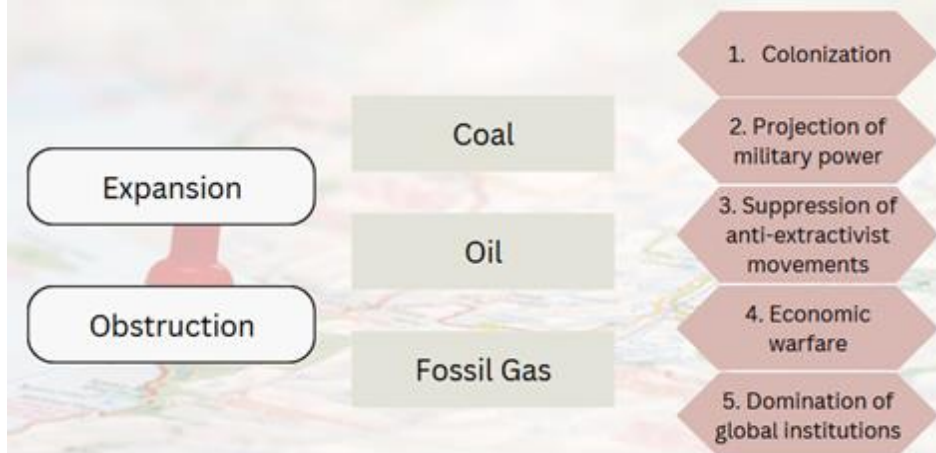 Expansion
Obstruction
Coal
Oil
Fossil Gas
1. Colonization
2. Projection of
military power
3. Suppression of
anti-extractivist
movements
4. Economic
warfare
5. Domination of
global institutions